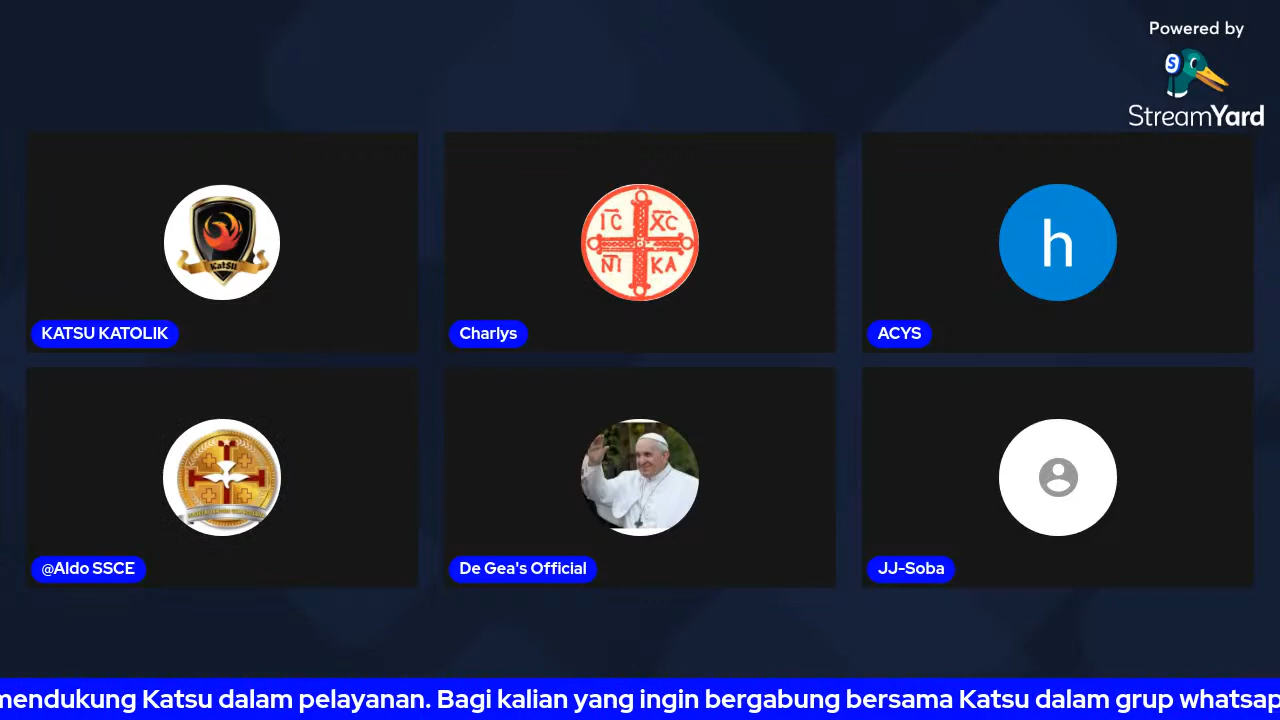 Powered by
S
StreamYard
KatSU
IC XC
NI KA
h
KATSU KATOLIK
Charlys
ACYS
@Aldo SSCE
De Gea's Official
JJ-Soba
mendukung Katsu dalam pelayanan. Bagi kalian yang ingin bergabung bersama Katsu dalam grup whatsap